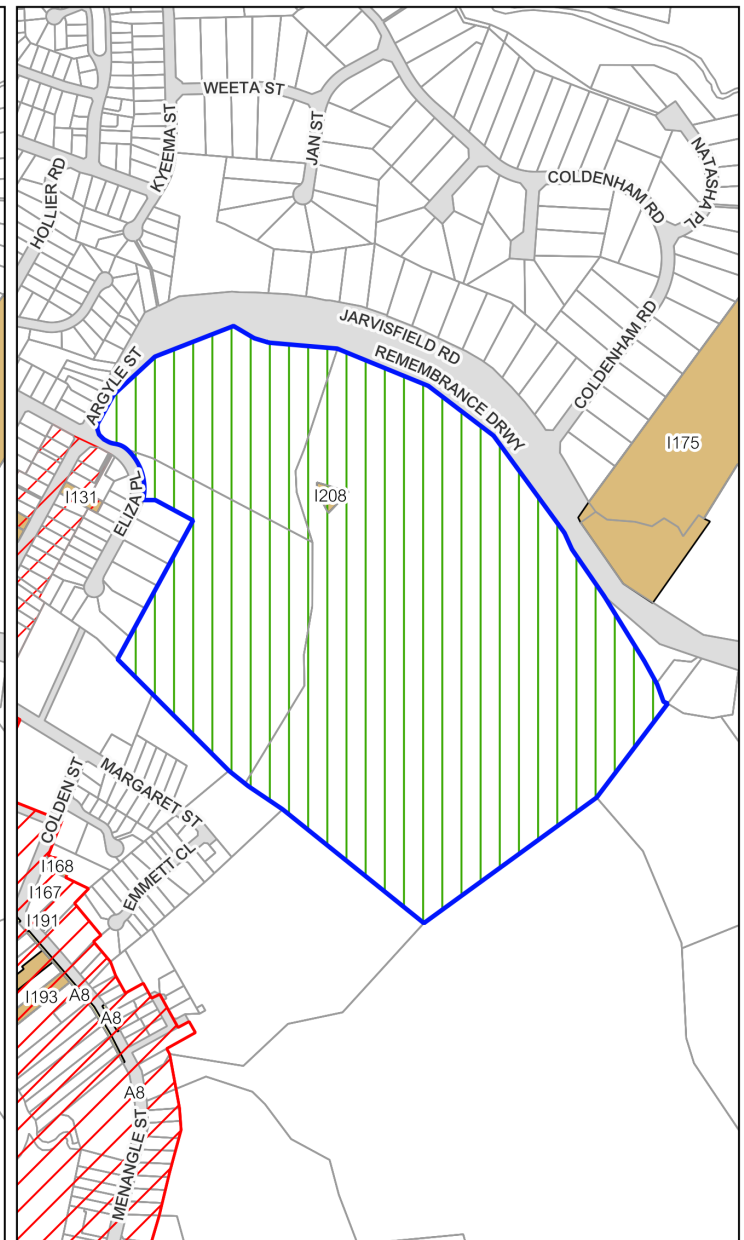 WEETA ST
KYEEMA ST
JAN ST
HOLLIER RD
COLDENHAM RD
NATASHA PL
JARVISFIELD RD
REMEMBRANCE DRWY
COLDENHAM RD
ARGYLE ST
I175
I131
ELIZA PL
I208
MARGARET ST
COLDEN ST
EMMETT CL
I168
I167
I191
I193
A8
A8
A8
MENANGLE ST